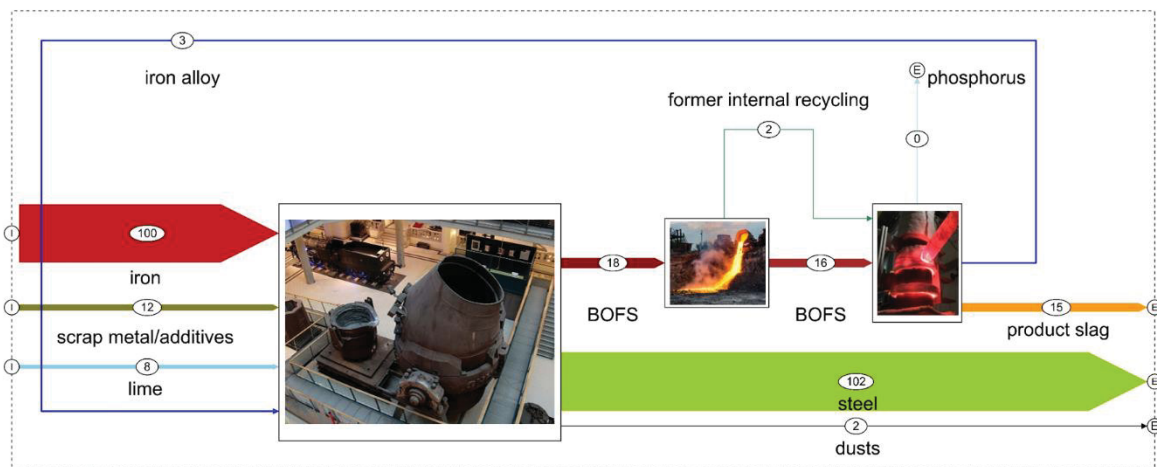 3
iron alloy
E
phosphorus
former internal recycling
2
0
I
100
iron
18
BOFS
16
BOFS
I
12
scrap metal/additives
15
E
product slag
I
8
lime
102
E
steel
2
E
dusts